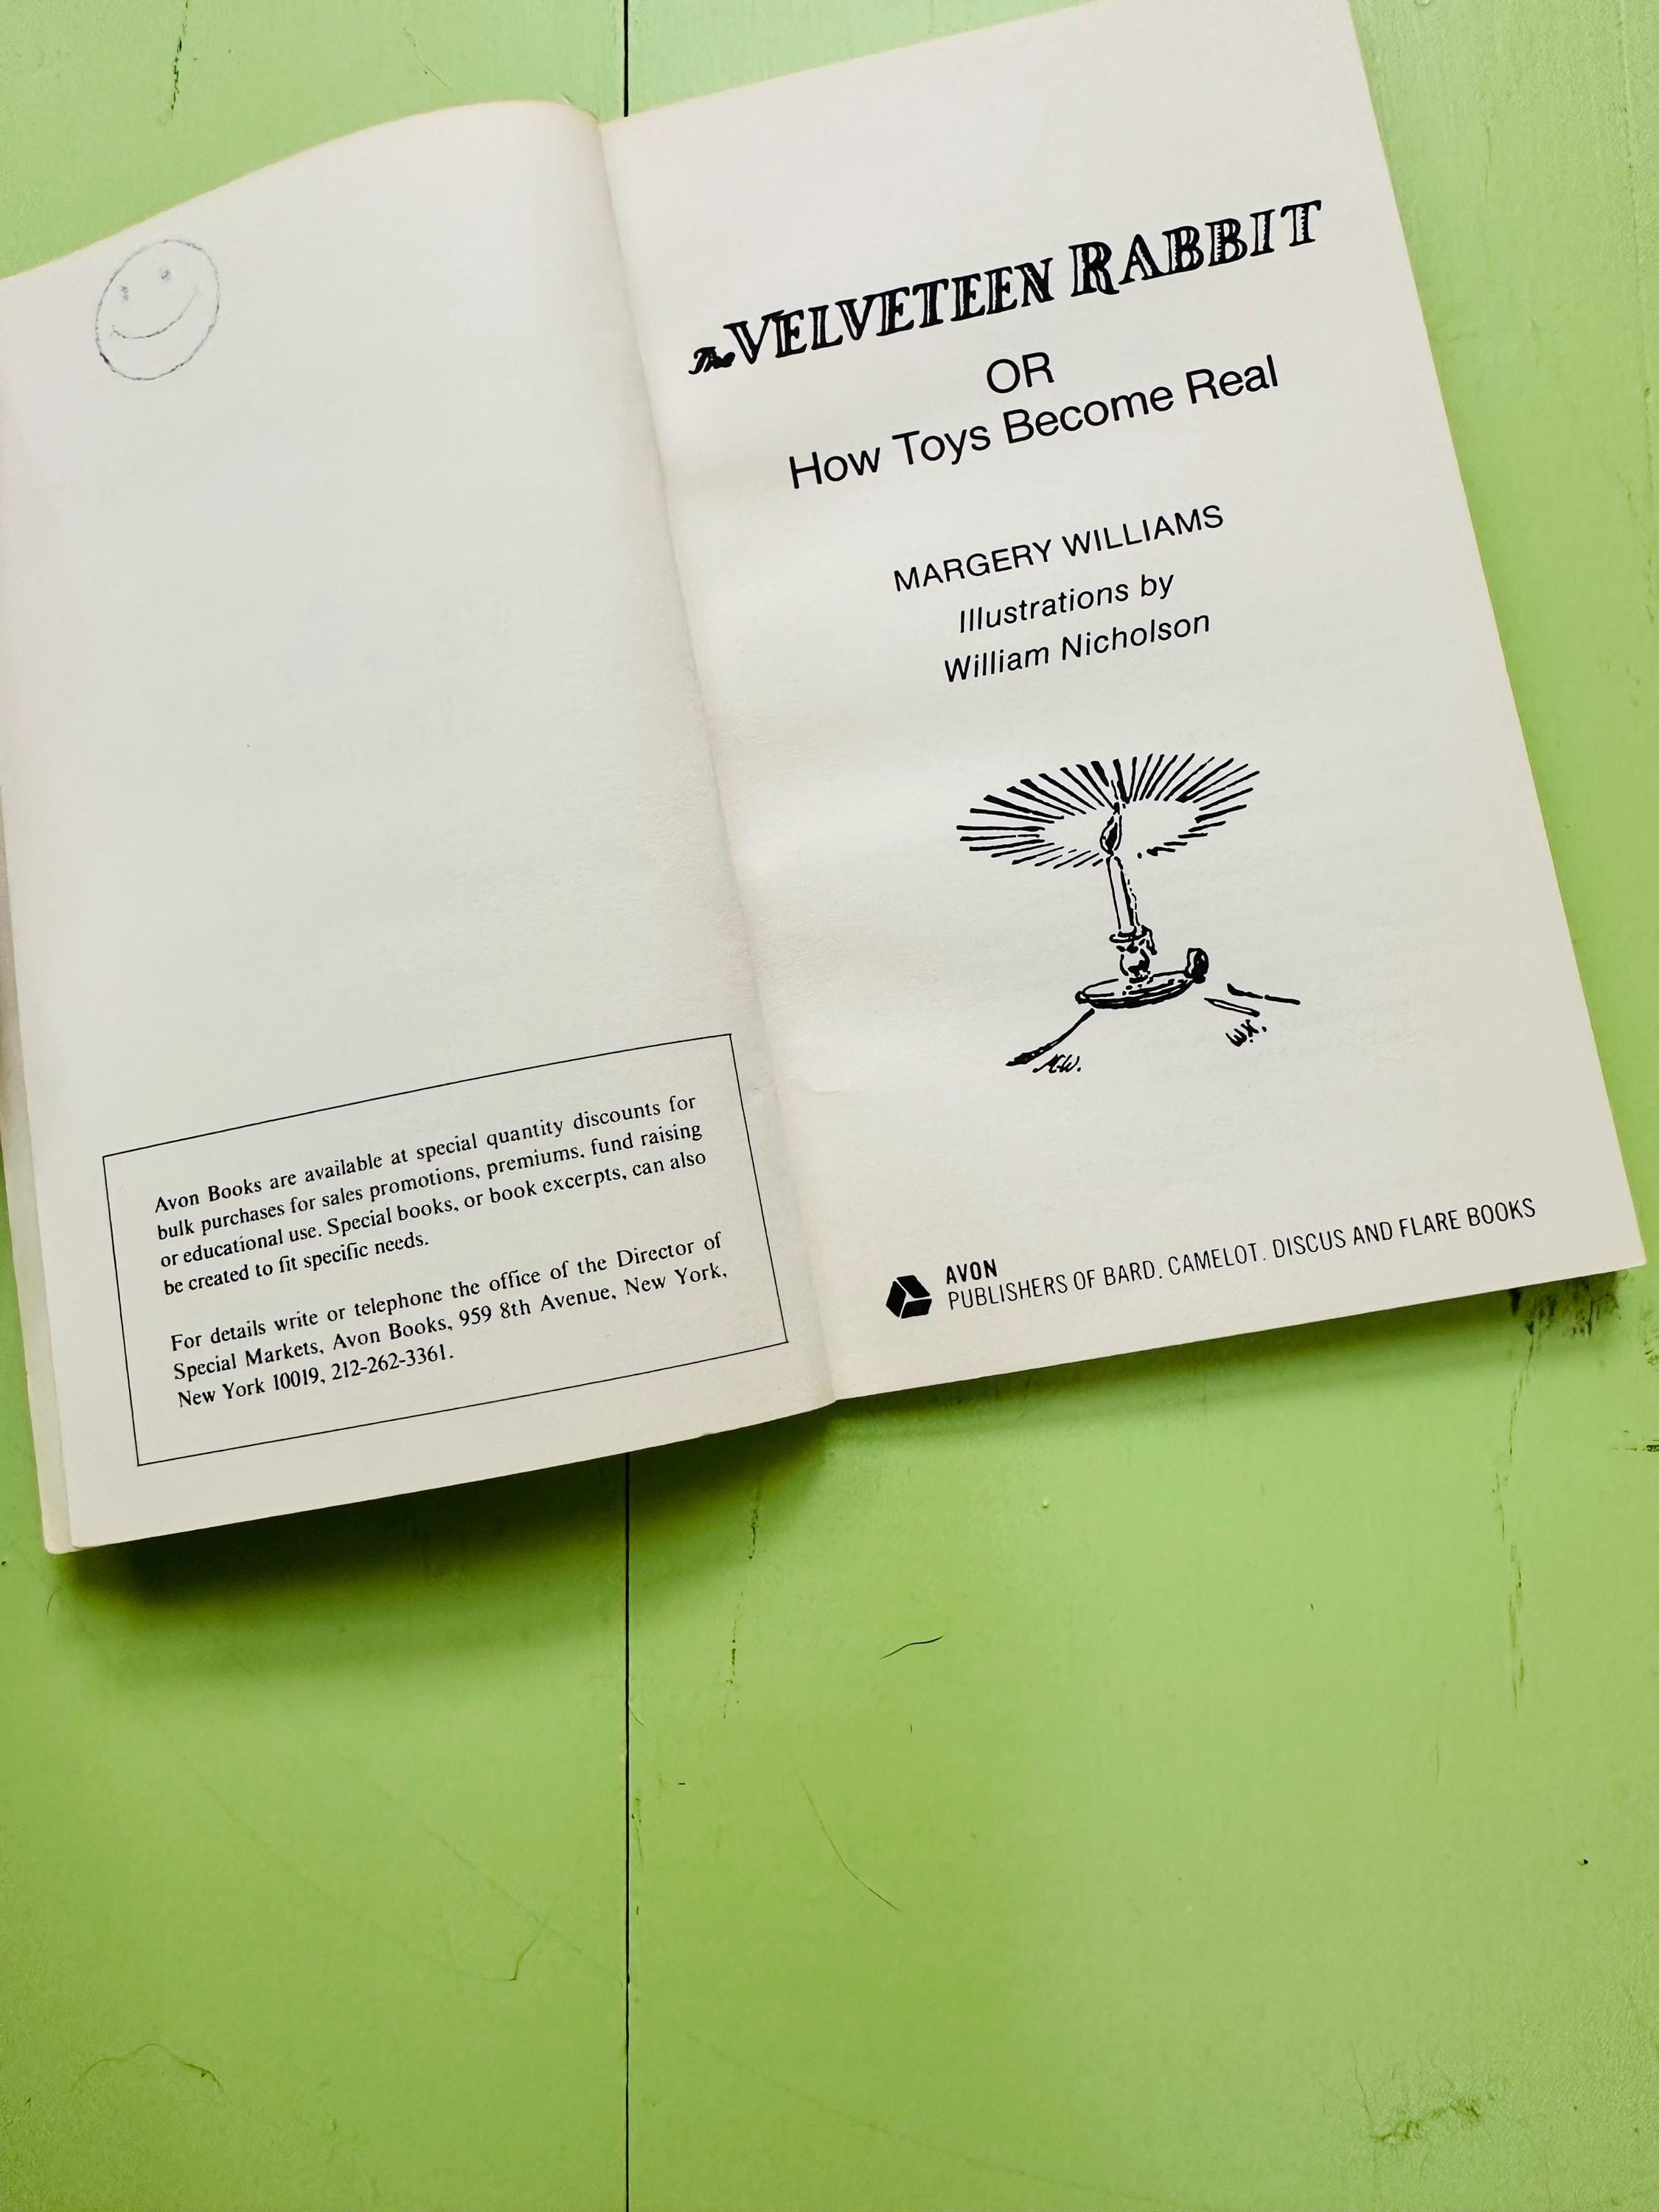 Avon Books are available at special quantity discounts for
bulk purchases for sales promotions, premiums, fund raising
or educational use. Special books, or book excerpts, can also
be created to fit specific needs.
For details write or telephone the office of the Director of
Special Markets, Avon Books, 959 8th Avenue, New York,
New York 10019, 212-262-3361.
The VELVETEEN RABBIT
OR
How Toys Become Real
MARGERY WILLIAMS
Illustrations by
William Nicholson
M.W.
W.N.
AVON
PUBLISHERS OF BARD, CAMELOT, DISCUS AND FLARE BOOKS